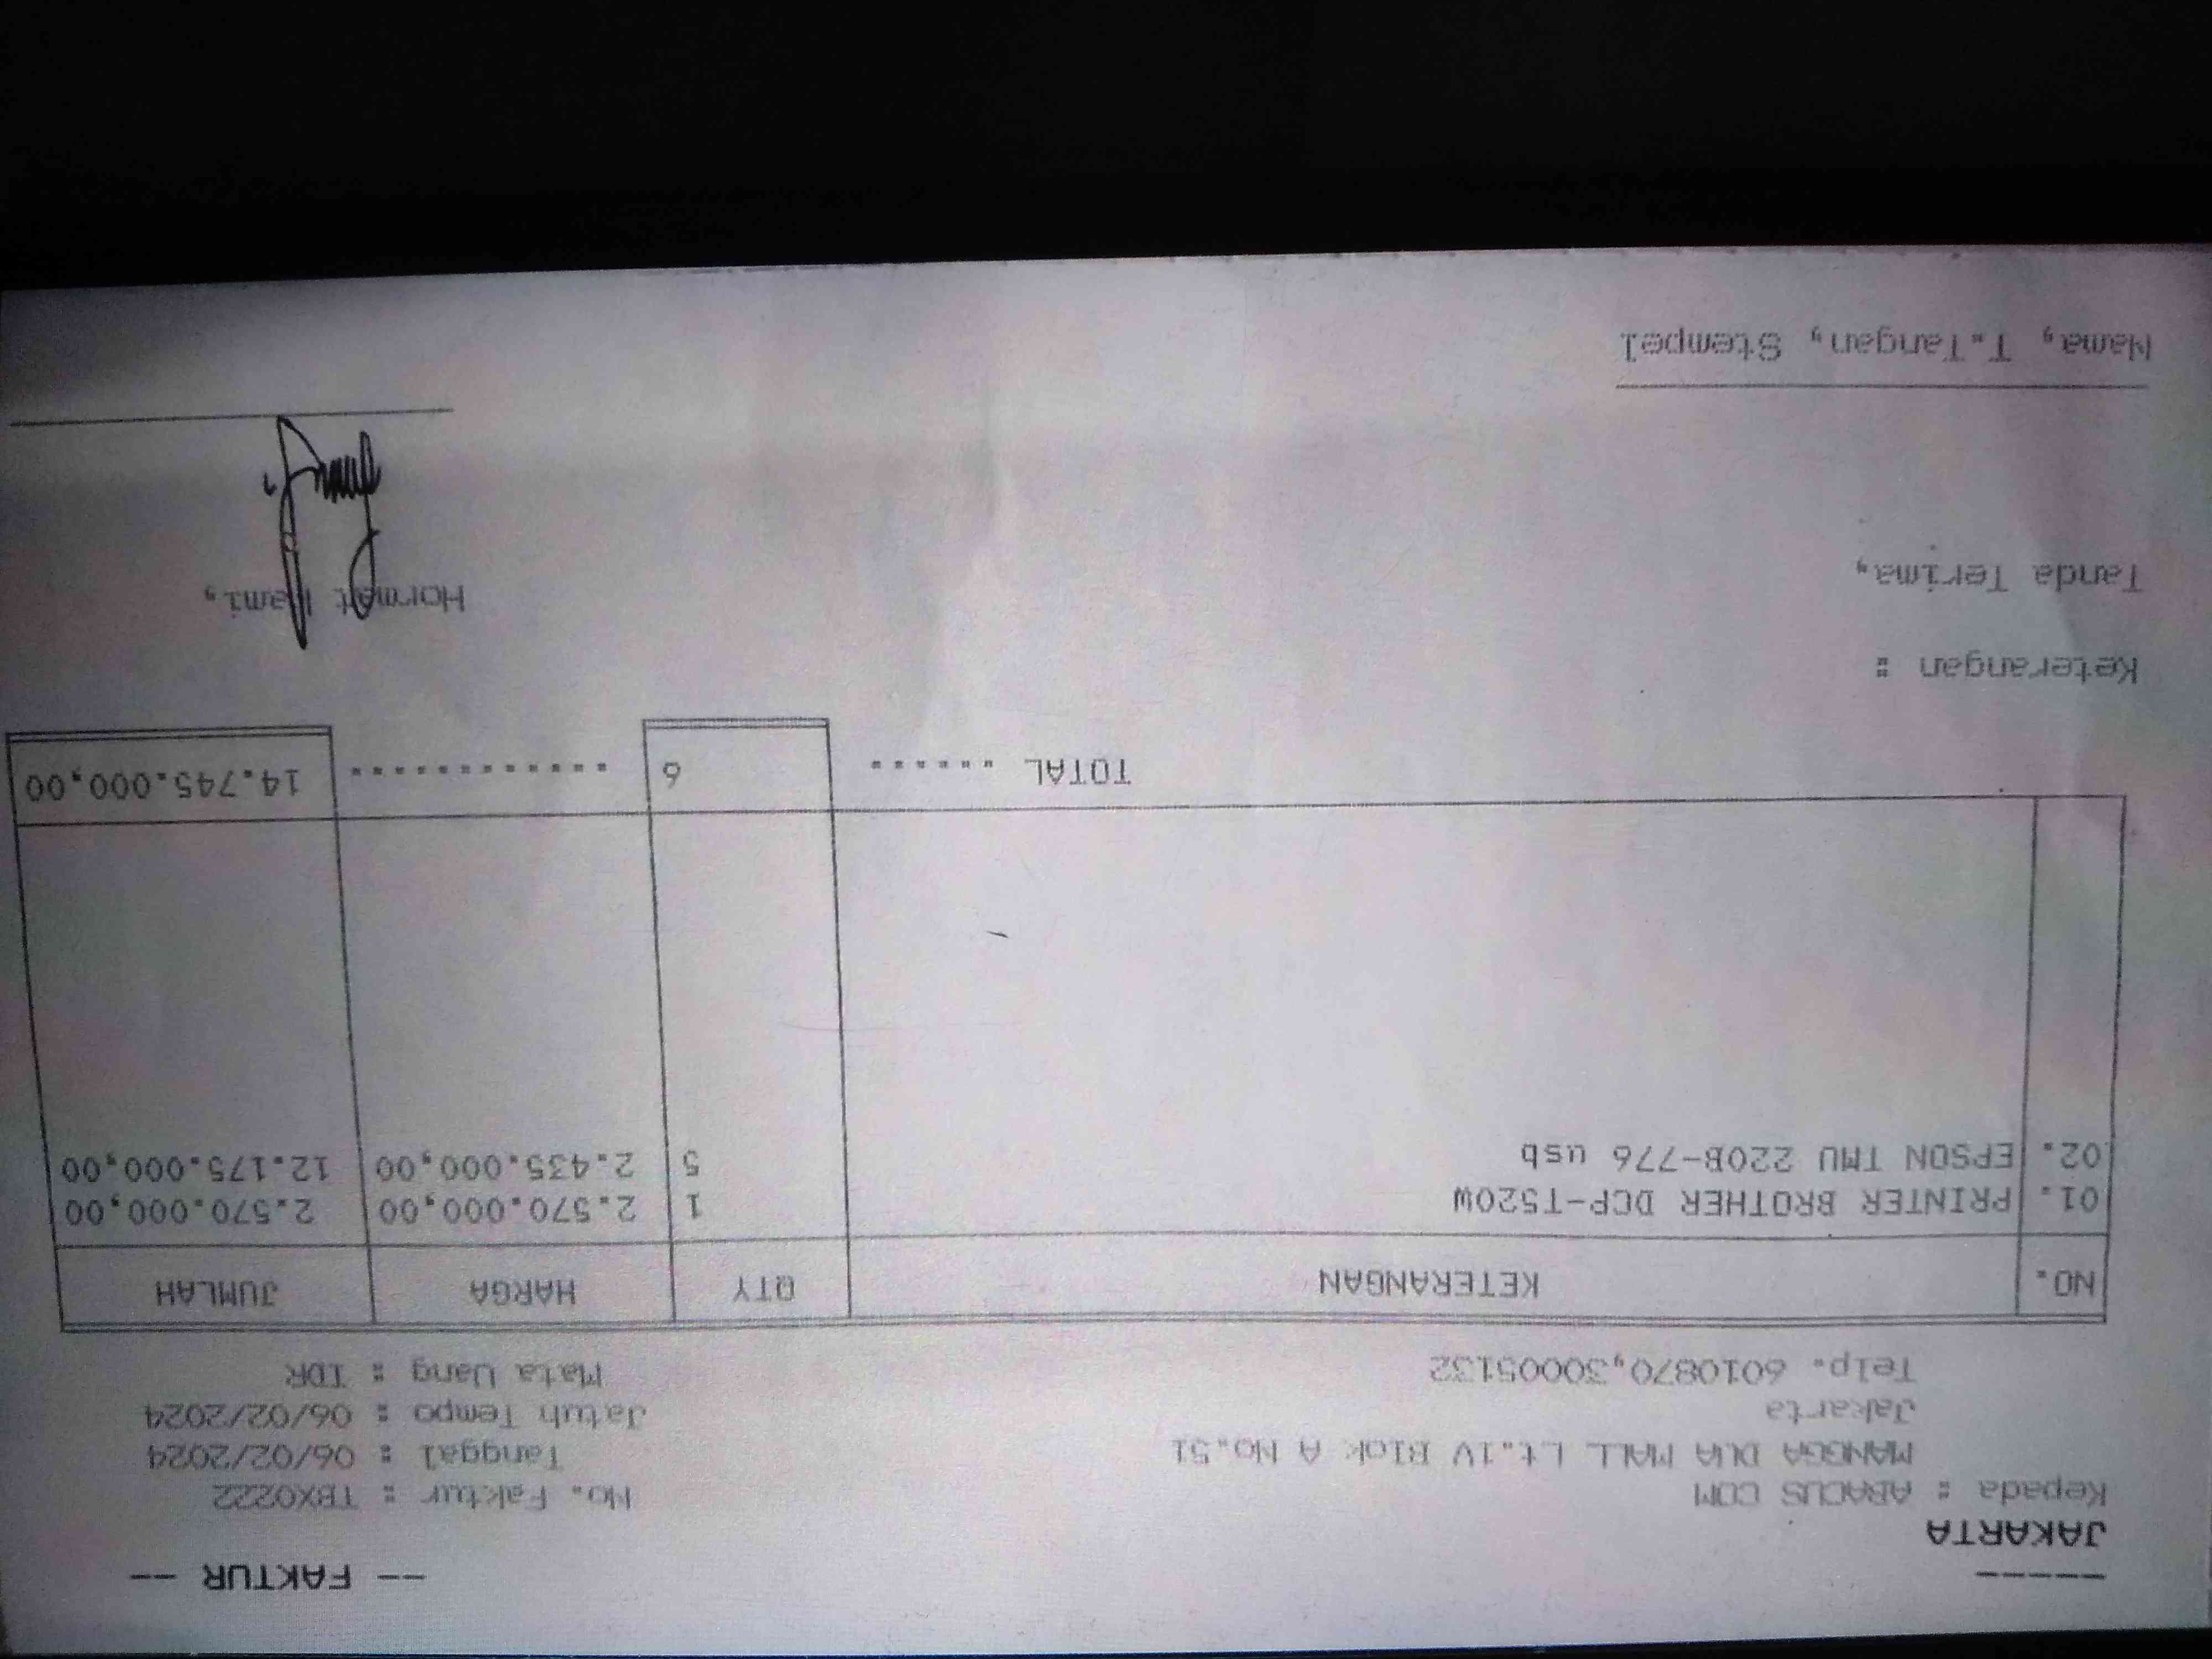 -----
-- FAKTUR --
JAKARTA
Kepada : ABACUS COM
No. Faktur : TBX0222
MANGGA DUA MALL Lt.IV Blok A No.51
Tanggal : 06/02/2024
Jakarta
Jatuh Tempo : 06/02/2024
Telp. 6010870,30005132
Mata Uang : IDR
NO. KETERANGAN QTY HARGA JUMLAH
01. PRINTER BROTHER DCP-T520W 1 2.570.000,00 2.570.000,00
02. EPSON TMU 220B-776 usb 5 2.435.000,00 12.175.000,00
TOTAL ...... 6 ............ 14.745.000,00
Keterangan :
Tanda Terima,
Hormat Kami,
Nama, T.Tangan, Stempel